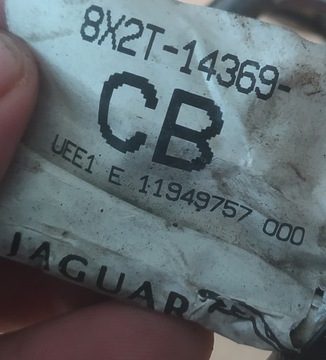 8X2T-14369-
CB
UEE1 E 11949757 000
JAGUAR